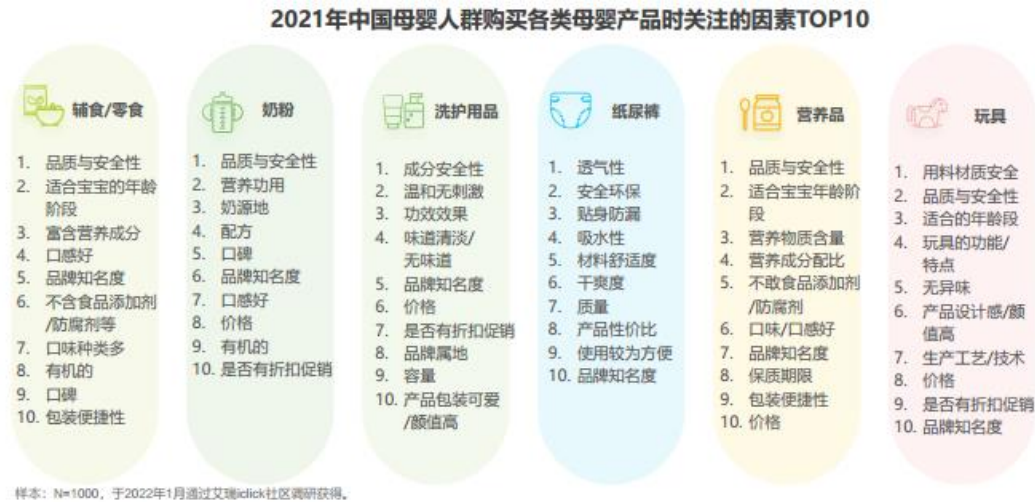 2021年中国母婴人群购买各类母婴产品时关注的因素TOP10
辅食/零食
1. 品质与安全性
2. 适合宝宝的年龄
阶段
3. 富含营养成分
4. 口感好
5. 品牌知名度
6. 不含食品添加剂
/防腐剂等
7. 口味种类多
8. 有机的
9. 口碑
10. 包装便捷性
奶粉
1. 品质与安全性
2. 营养功用
3. 奶源地
4. 配方
5. 口碑
6. 品牌知名度
7. 口感好
8. 价格
9. 有机的
10. 是否有折扣促销
洗护用品
1. 成分安全性
2. 温和无刺激
3. 功效效果
4. 味道清淡/
无味道
5. 品牌知名度
6. 价格
7. 是否有折扣促销
8. 品牌属地
9. 容量
10. 产品包装可爱
/颜值高
纸尿裤
1. 透气性
2. 安全环保
3. 贴身防漏
4. 吸水性
5. 材料舒适度
6. 干爽度
7. 质量
8. 产品性价比
9. 使用较为方便
10. 品牌知名度
营养品
1. 品质与安全性
2. 适合宝宝年龄阶
段
3. 营养物质含量
4. 营养成分配比
5. 不敢食品添加剂
/防腐剂
6. 口味/口感好
7. 品牌知名度
8. 保质期限
9. 包装便捷性
10. 价格
玩具
1. 用料材质安全
2. 品质与安全性
3. 适合的年龄段
4. 玩具的功能/
特点
5. 无异味
6. 产品设计感/颜
值高
7. 生产工艺/技术
8. 价格
9. 是否有折扣促销
10. 品牌知名度
样本：N=1000，于2022年1月通过艾瑞iclick社区调研获得。